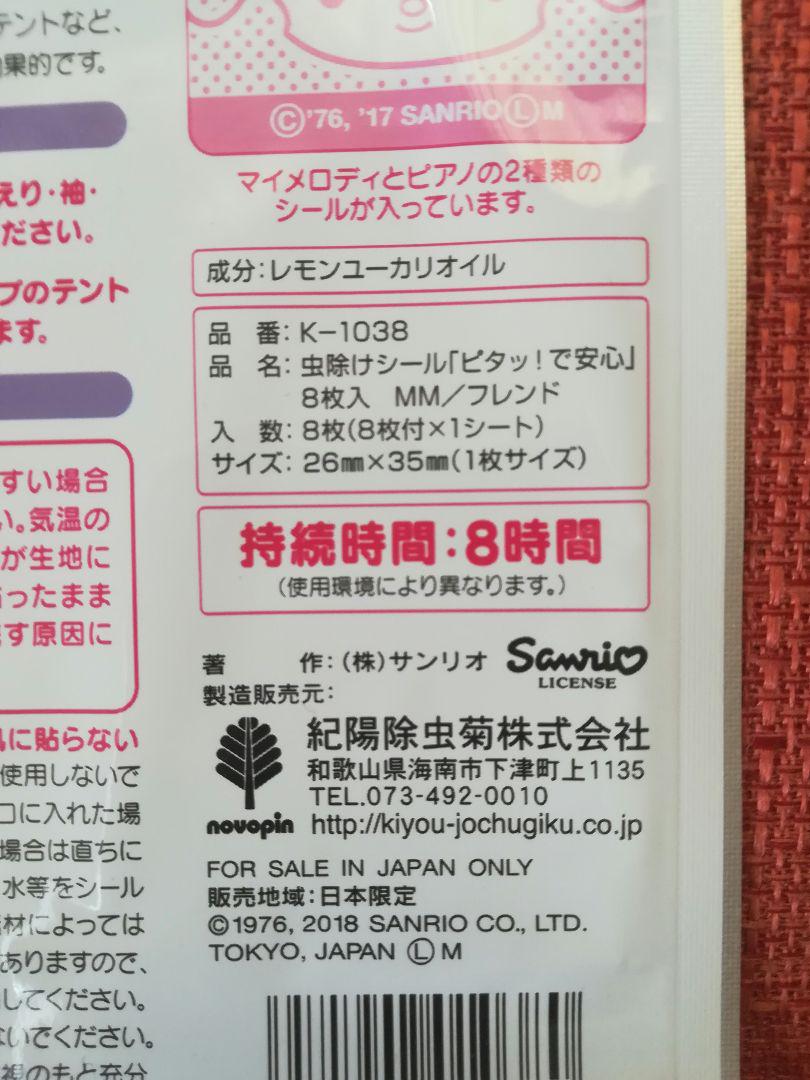 テントなど、
果的です。
えり・袖・
ださい。
プのテント
ます。
すい場合
い。気温の
が生地に
ったまま
す原因に
に貼らない
使用しないで
口に入れた場
場合は直ちに
水等をシール
材によっては
ありますので、
してください。
ないでください。
視のもと充分
©'76, '17 SANRIO Ⓛ M
マイメロディとピアノの2種類の
シールが入っています。
成分:レモンユーカリオイル
品 番: K-1038
品 名: 虫除けシール「ピタッ!で安心」
8枚入 MM/フレンド
入 数: 8枚(8枚付×1シート)
サイズ: 26㎜×35㎜(1枚サイズ)
持続時間:8時間
(使用環境により異なります。)
著 作:(株)サンリオ Sanrio
LICENSE
製造販売元:
紀陽除虫菊株式会社
和歌山県海南市下津町上1135
TEL.073-492-0010
novopin http://kiyou-jochugiku.co.jp
FOR SALE IN JAPAN ONLY
販売地域:日本限定
©1976, 2018 SANRIO CO., LTD.
TOKYO, JAPAN Ⓛ M